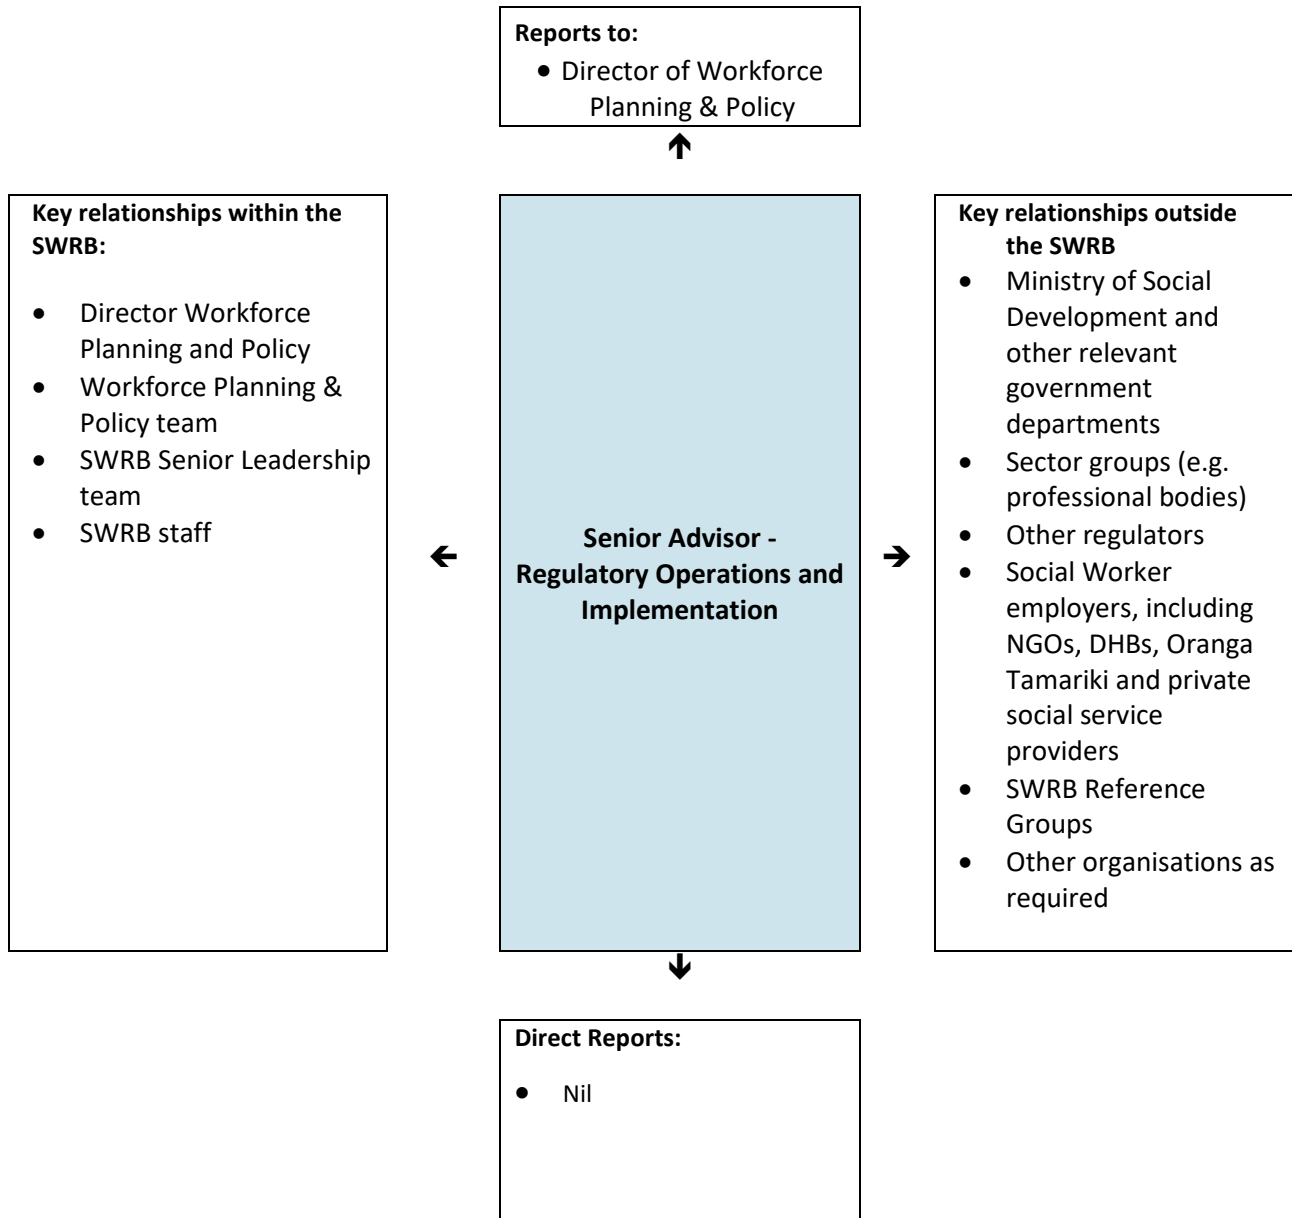 Reports to:
• Director of Workforce
Planning & Policy
↑
Key relationships within the
SWRB:
• Director Workforce
Planning and Policy
• Workforce Planning &
Policy team
• SWRB Senior Leadership
team
• SWRB staff
←
Senior Advisor -
Regulatory Operations and
Implementation
→
Key relationships outside
the SWRB
• Ministry of Social
Development and
other relevant
government
departments
• Sector groups (e.g.
professional bodies)
• Other regulators
• Social Worker
employers, including
NGOs, DHBs, Oranga
Tamariki and private
social service
providers
• SWRB Reference
Groups
• Other organisations as
required
↓
Direct Reports:
• Nil